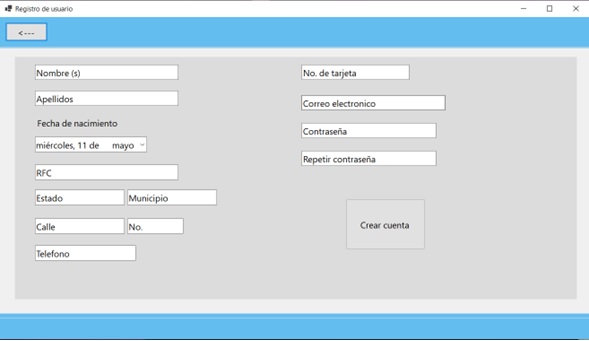 Registro de usuario
<---
Nombre (s)
Apellidos
Fecha de nacimiento
miércoles, 11 de mayo
RFC
Estado Municipio
Calle No.
Telefono
No. de tarjeta
Correo electronico
Contraseña
Repetir contraseña
Crear cuenta